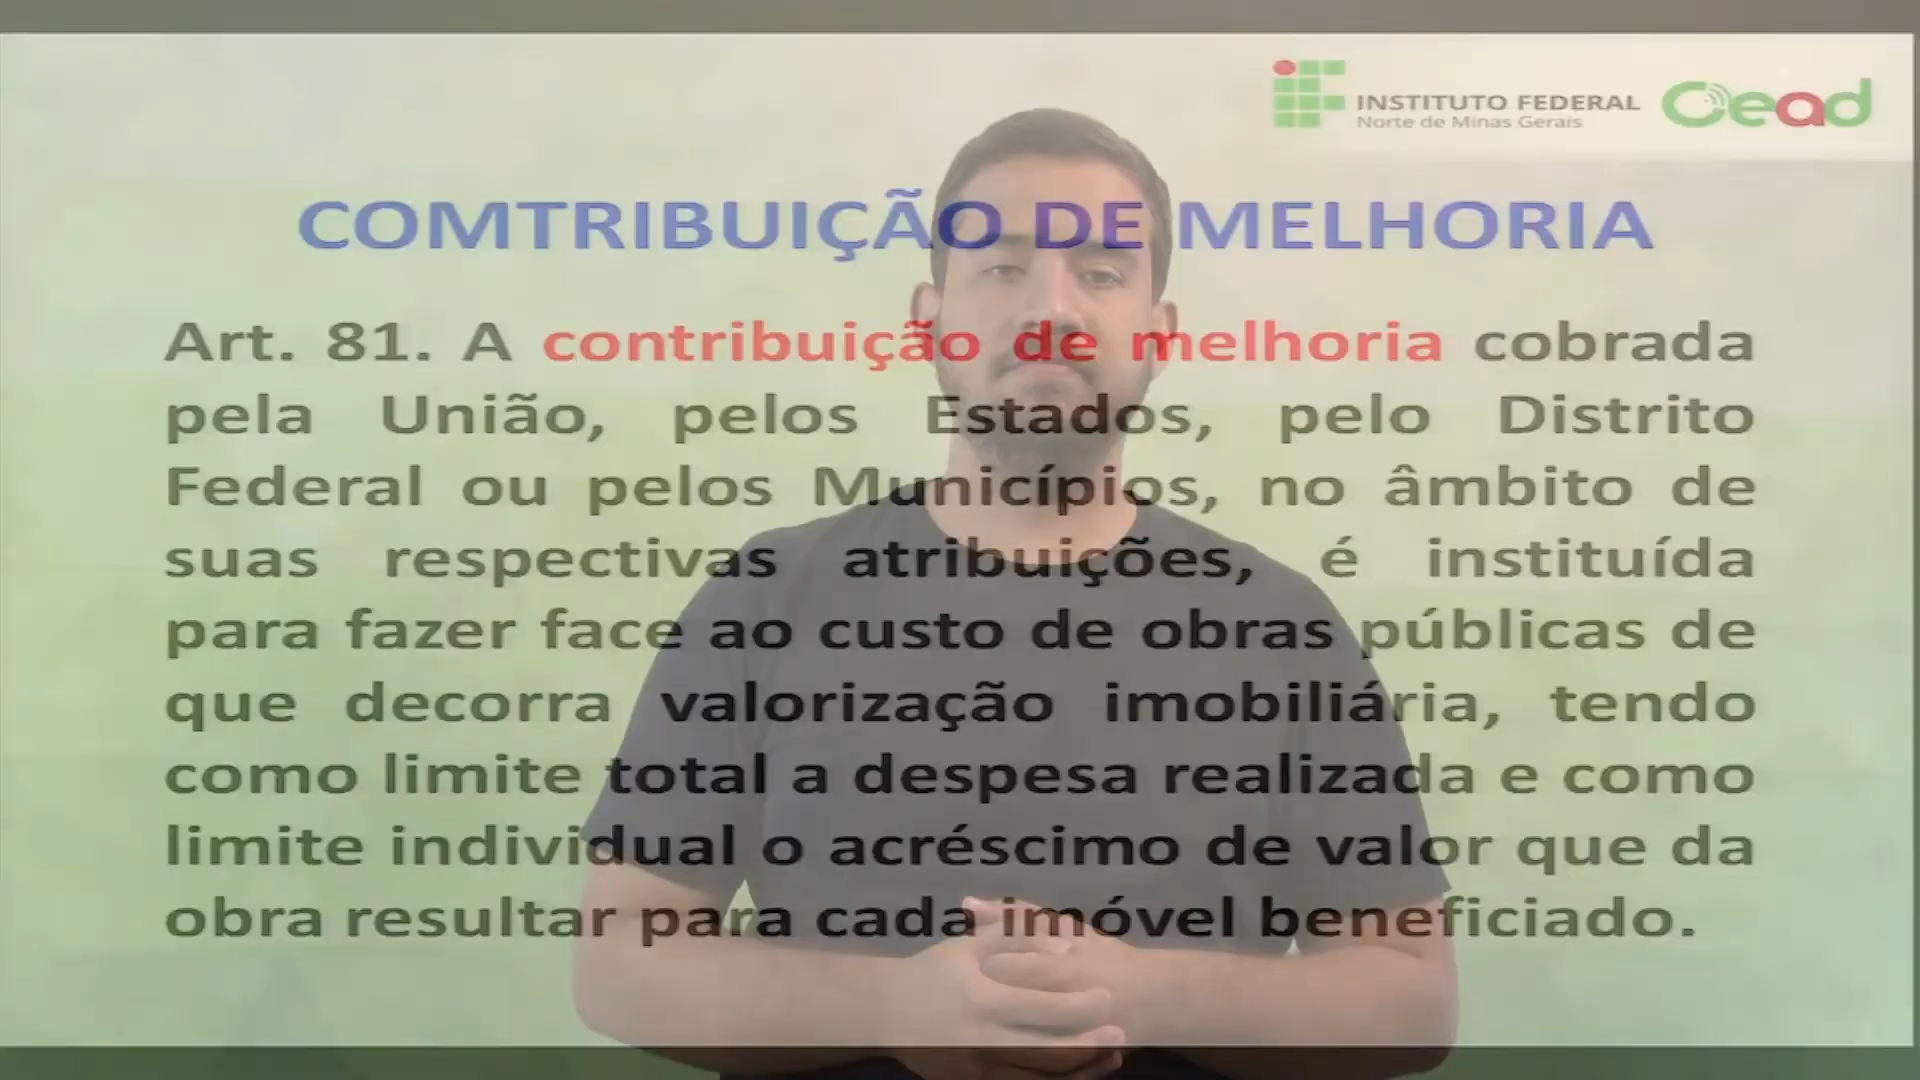 INSTITUTO FEDERAL
Norte de Minas Gerais
Cead
COMTRIBUIÇÃO DE MELHORIA
Art. 81. A contribuição de melhoria cobrada
pela União, pelos Estados, pelo Distrito
Federal ou pelos Municípios, no âmbito de
suas respectivas atribuições, é instituída
para fazer face ao custo de obras públicas de
que decorra valorização imobiliária, tendo
como limite total a despesa realizada e como
limite individual o acréscimo de valor que da
obra resultar para cada imóvel beneficiado.